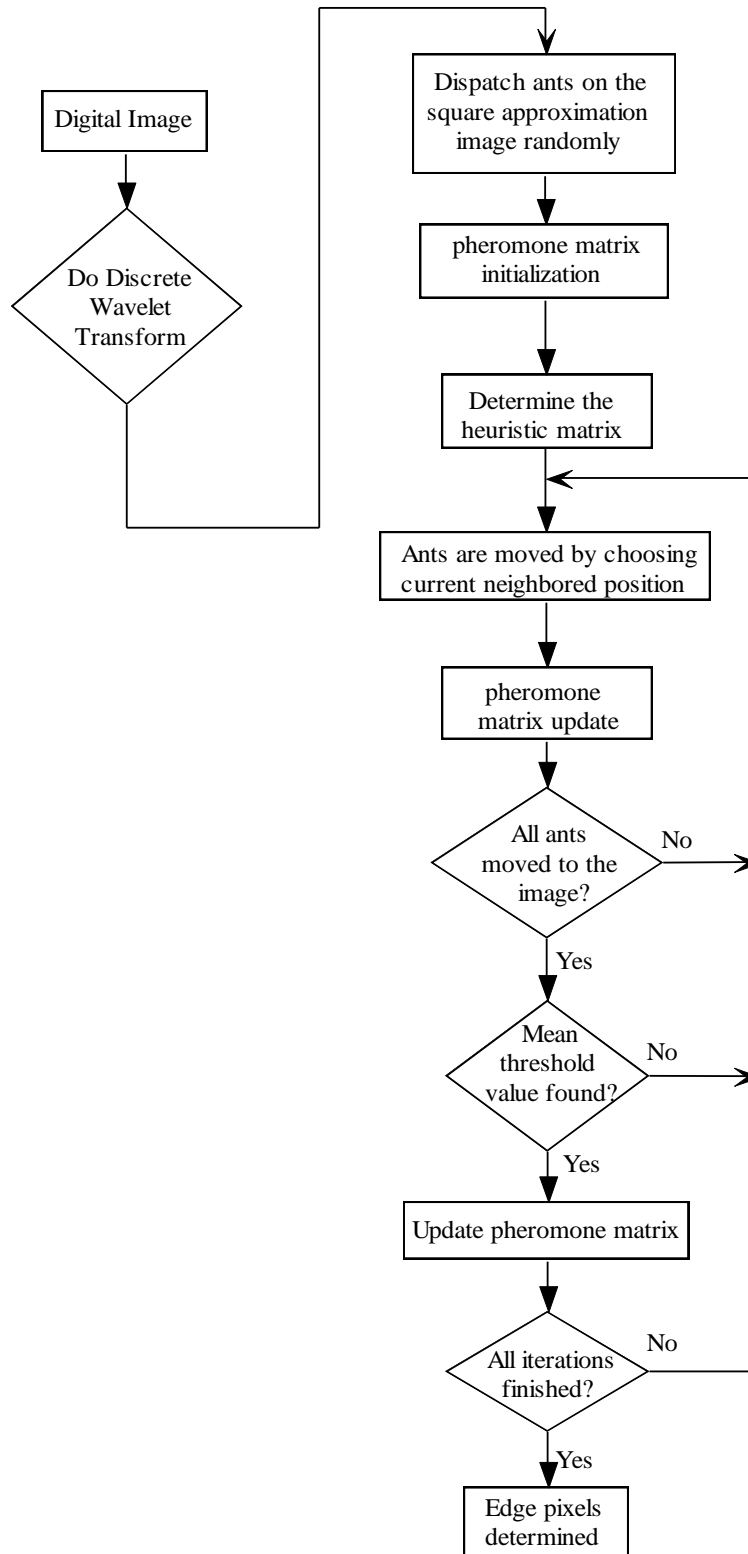 Digital Image
Do Discrete
Wavelet
Transform
Dispatch ants on the
square approximation
image randomly
pheromone matrix
initialization
Determine the
heuristic matrix
Ants are moved by choosing
current neighbored position
pheromone
matrix update
All ants
moved to the
image?
No
Yes
Mean
threshold
value found?
No
Yes
Update pheromone matrix
All iterations
finished?
No
Yes
Edge pixels
determined